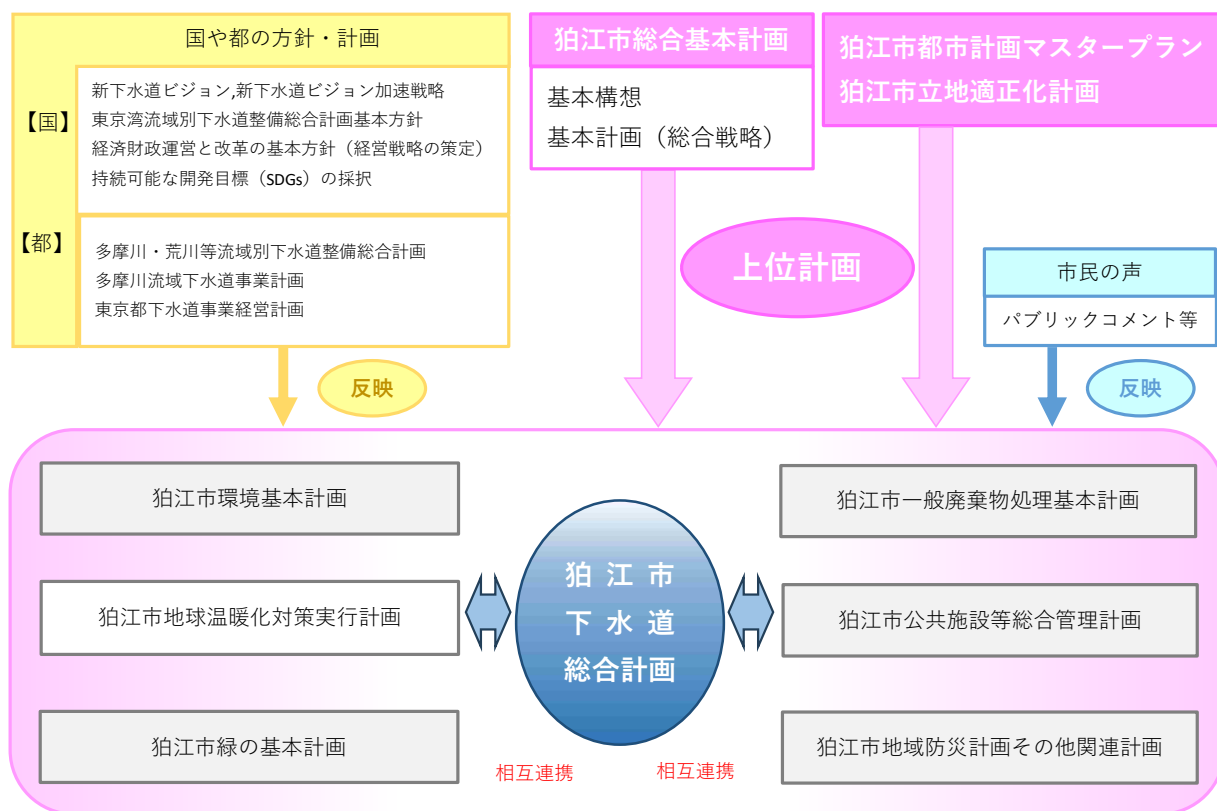 国や都の方針・計画
【国】
新下水道ビジョン,新下水道ビジョン加速戦略
東京湾流域別下水道整備総合計画基本方針
経済財政運営と改革の基本方針（経営戦略の策定）
持続可能な開発目標（SDGs）の採択
【都】
多摩川・荒川等流域別下水道整備総合計画
多摩川流域下水道事業計画
東京都下水道事業経営計画
反映
狛江市総合基本計画
基本構想
基本計画（総合戦略）
狛江市都市計画マスタープラン
狛江市立地適正化計画
上位計画
市民の声
パブリックコメント等
反映
狛江市環境基本計画
狛江市地球温暖化対策実行計画
狛江市緑の基本計画
狛江市
下水道
総合計画
相互連携
相互連携
狛江市一般廃棄物処理基本計画
狛江市公共施設等総合管理計画
狛江市地域防災計画その他関連計画